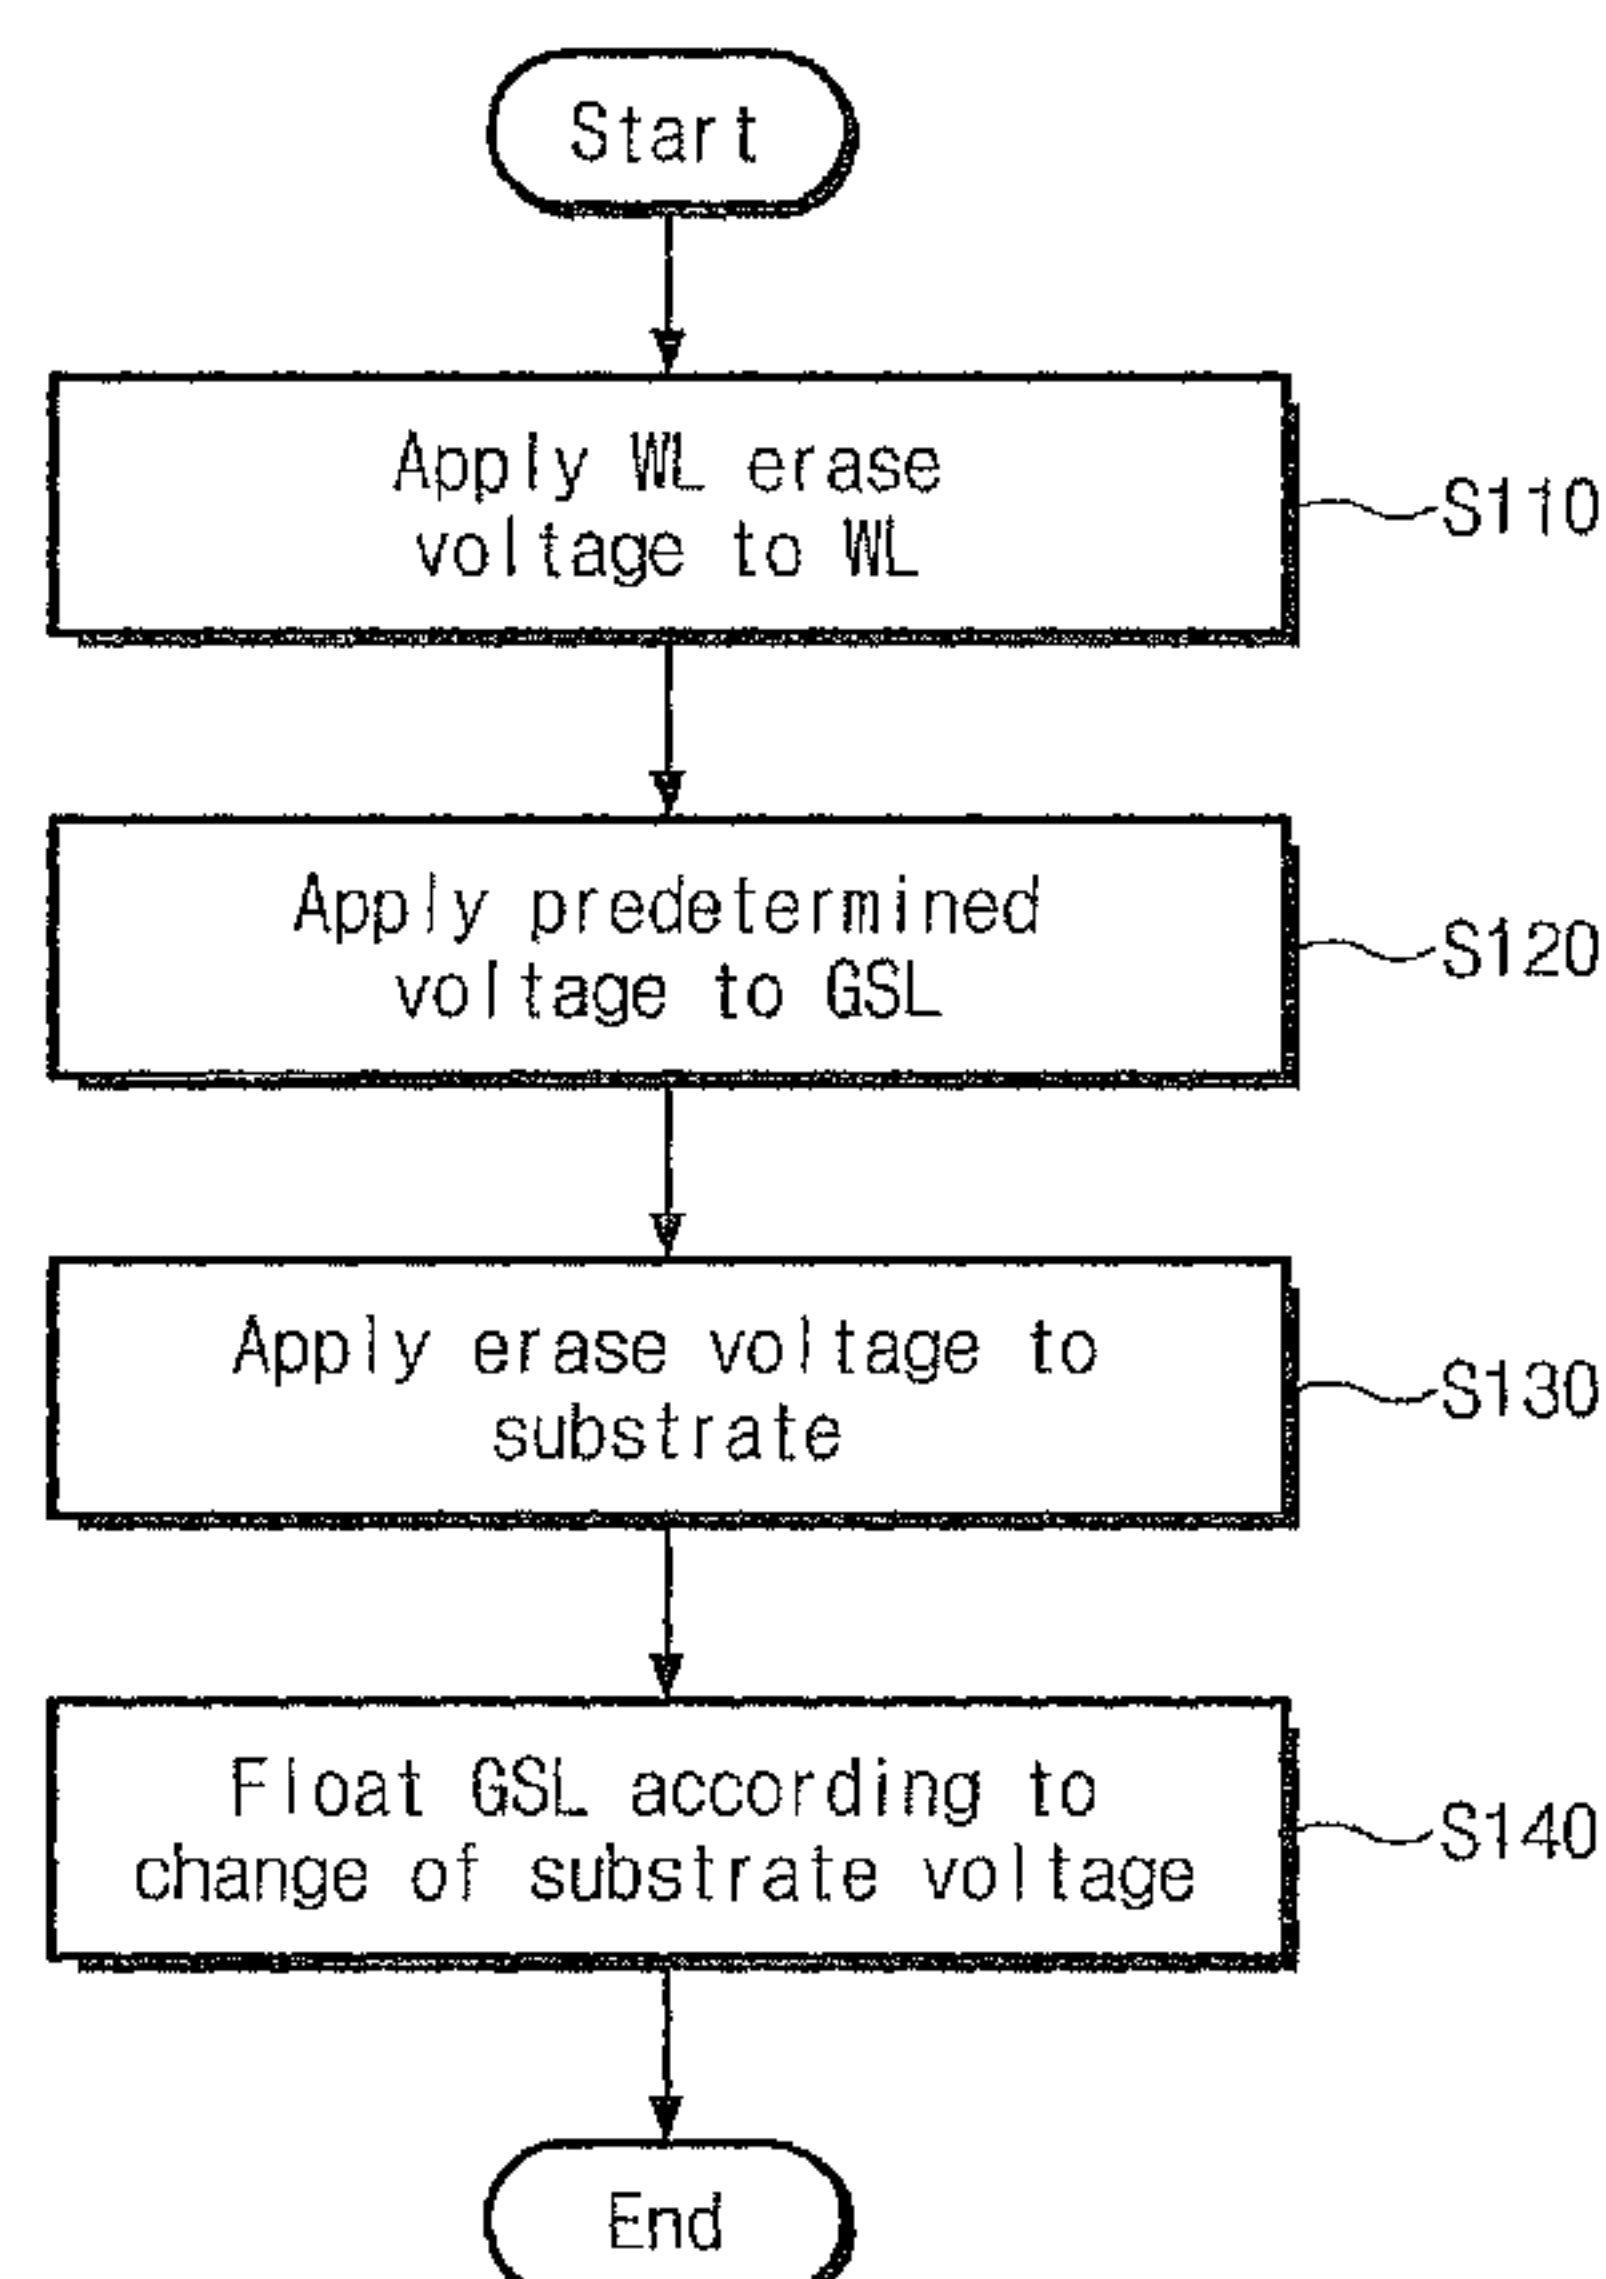 Start
Apply WL erase
voltage to WL
S110
Apply predetermined
voltage to GSL
S120
Apply erase voltage to
substrate
S130
Float GSL according to
change of substrate voltage
S140
End